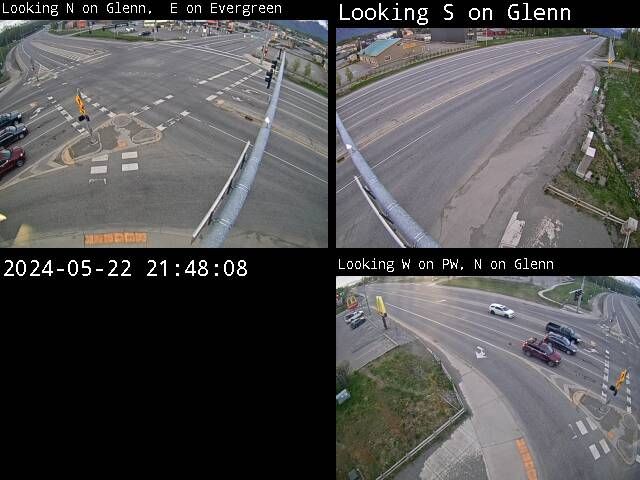 Looking N on Glenn,  E on Evergreen
Looking S on Glenn
2024-05-22 21:48:08
Looking W on PW, N on Glenn